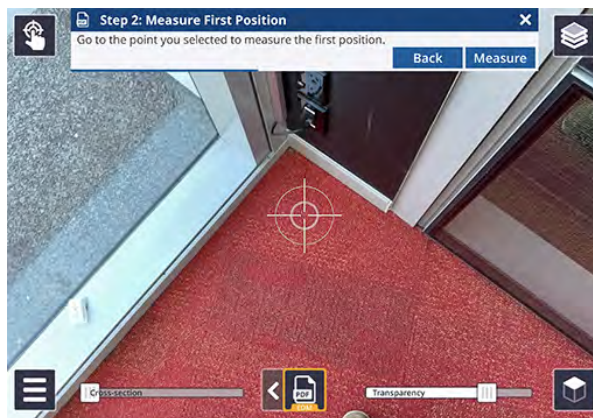 Step 2: Measure First Position
Go to the point you selected to measure the first position.
Back Measure
Cross-section
PDF
Transparency